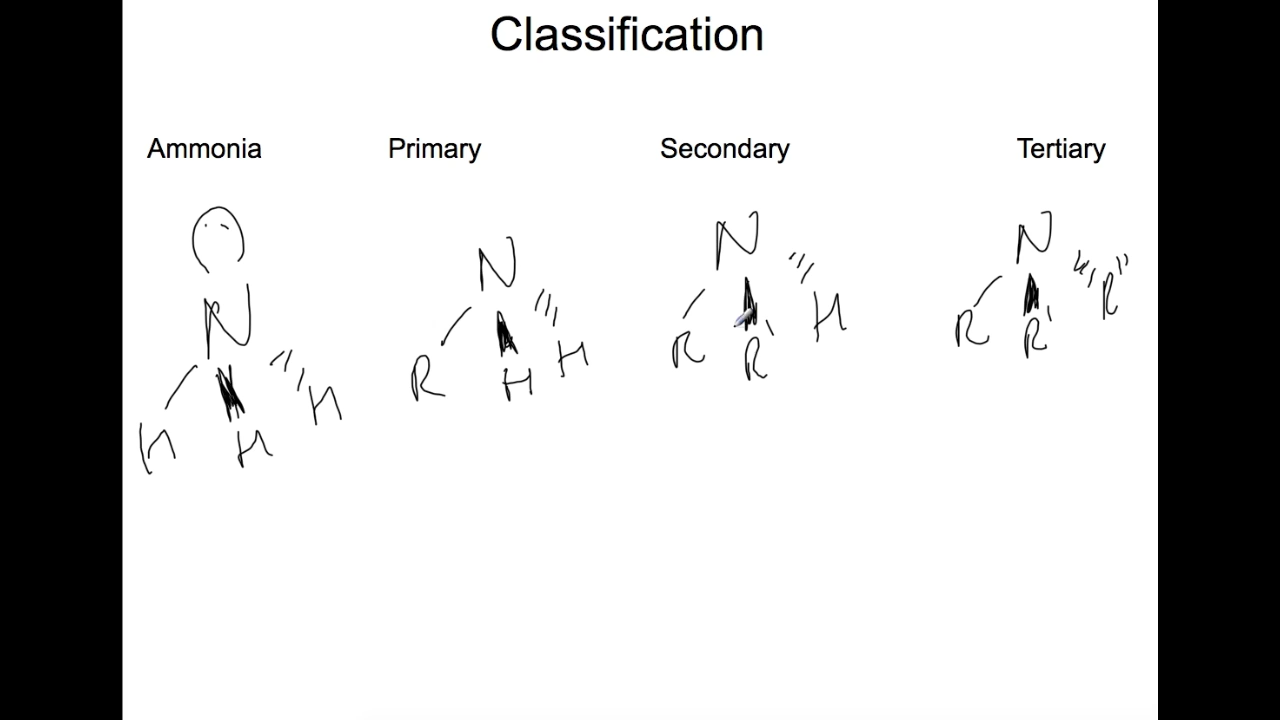 Classification
Ammonia Primary Secondary Tertiary
N N N N
H H H R H H R R' H R R' R"